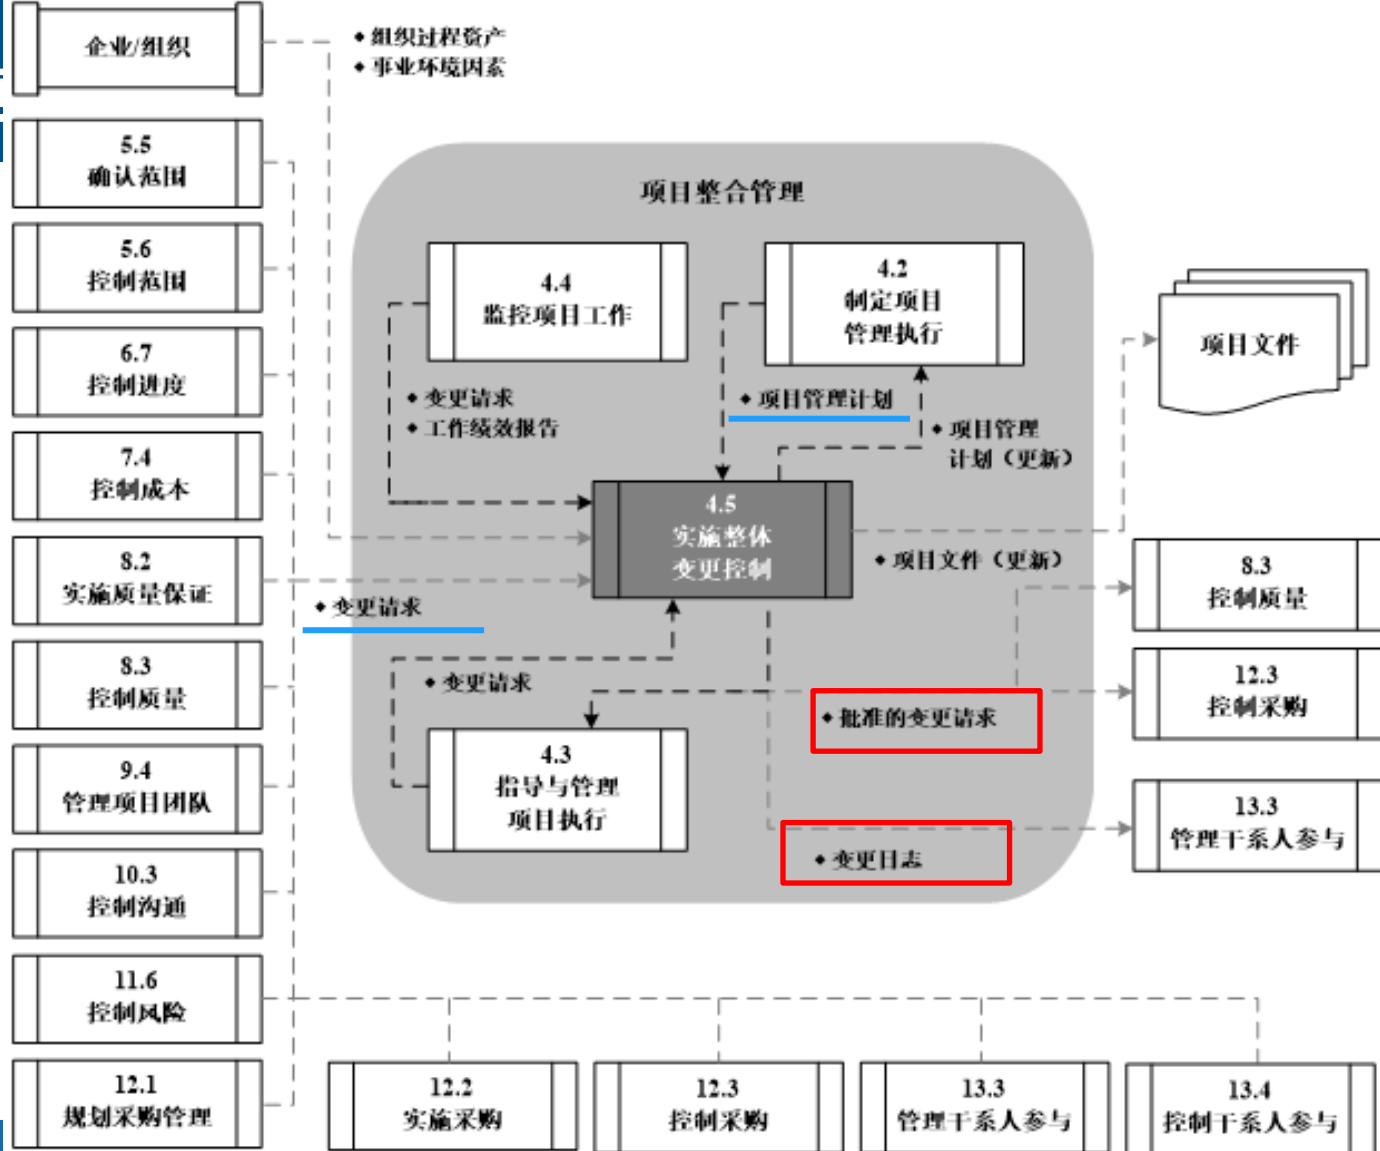 企业/组织
◆ 组织过程资产
◆ 事业环境因素
5.5
确认范围
5.6
控制范围
6.7
控制进度
7.4
控制成本
8.2
实施质量保证
8.3
控制质量
9.4
管理项目团队
10.3
控制沟通
11.6
控制风险
12.1
规划采购管理
项目整合管理
4.4
监控项目工作
4.2
制定项目
管理执行
◆ 变更请求
◆ 工作绩效报告
◆ 项目管理计划
◆ 项目管理
计划（更新）
4.5
实施整体
变更控制
◆ 变更请求
◆ 项目文件（更新）
◆ 变更请求
◆ 批准的变更请求
4.3
指导与管理
项目执行
◆ 变更日志
项目文件
8.3
控制质量
12.3
控制采购
13.3
管理干系人参与
12.2
实施采购
12.3
控制采购
13.3
管理干系人参与
13.4
控制干系人参与